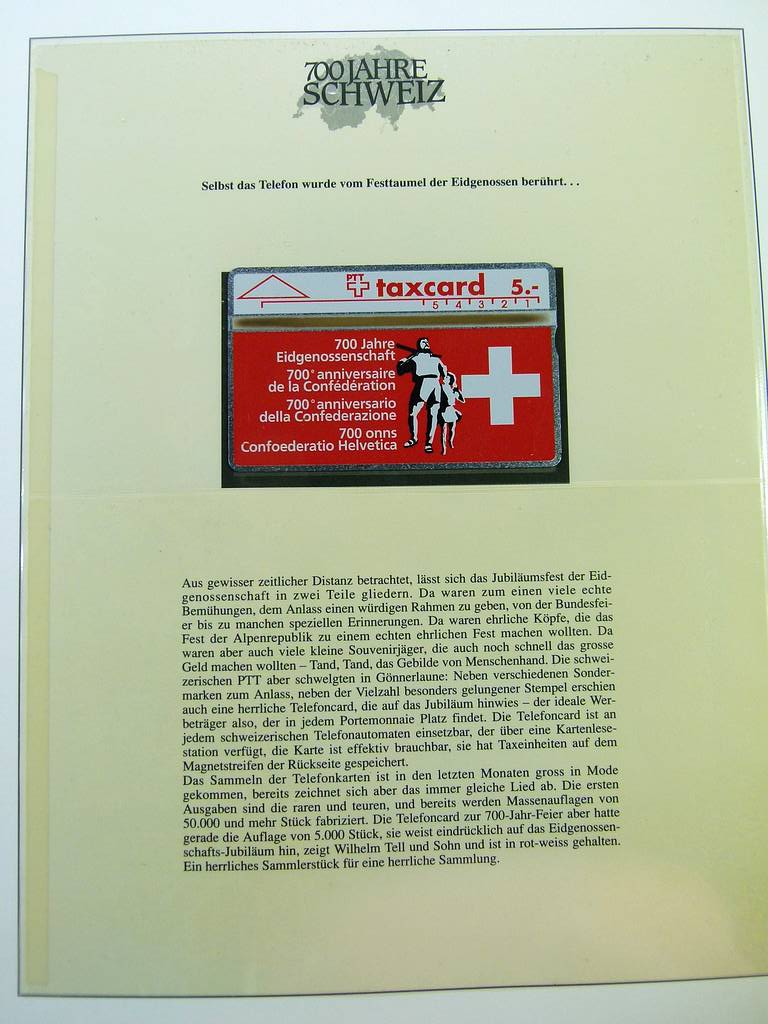 700 JAHRE
SCHWEIZ
Selbst das Telefon wurde vom Festtaumel der Eidgenossen berührt. . .
PTT
taxcard 5.-
5 4 3 2 1
700 Jahre
Eidgenossenschaft
700° anniversaire
de la Confédération
700° anniversario
della Confederazione
700 onns
Confoederatio Helvetica
Aus gewisser zeitlicher Distanz betrachtet, lässt sich das Jubiläumsfest der Eid-
genossenschaft in zwei Teile gliedern. Da waren zum einen viele echte
Bemühungen, dem Anlass einen würdigen Rahmen zu geben, von der Bundesfei-
er bis zu manchen speziellen Erinnerungen. Da waren ehrliche Köpfe, die das
Fest der Alpenrepublik zu einem echten ehrlichen Fest machen wollten. Da
waren aber auch viele kleine Souvenirjäger, die auch noch schnell das grosse
Geld machen wollten – Tand, Tand, das Gebilde von Menschenhand. Die schwei-
zerischen PTT aber schwelgten in Gönnerlaune: Neben verschiedenen Sonder-
marken zum Anlass, neben der Vielzahl besonders gelungener Stempel erschien
auch eine herrliche Telefoncard, die auf das Jubiläum hinwies – der ideale Wer-
beträger also, der in jedem Portemonnaie Platz findet. Die Telefoncard ist an
jedem schweizerischen Telefonautomaten einsetzbar, der über eine Kartenlese-
station verfügt, die Karte ist effektiv brauchbar, sie hat Taxeinheiten auf dem
Magnetstreifen der Rückseite gespeichert.
Das Sammeln der Telefonkarten ist in den letzten Monaten gross in Mode
gekommen, bereits zeichnet sich aber das immer gleiche Lied ab. Die ersten
Ausgaben sind die raren und teuren, und bereits werden Massenauflagen von
50.000 und mehr Stück fabriziert. Die Telefoncard zur 700-Jahr-Feier aber hatte
gerade die Auflage von 5.000 Stück, sie weist eindrücklich auf das Eidgenossen-
schafts-Jubiläum hin, zeigt Wilhelm Tell und Sohn und ist in rot-weiss gehalten.
Ein herrliches Sammlerstück für eine herrliche Sammlung.